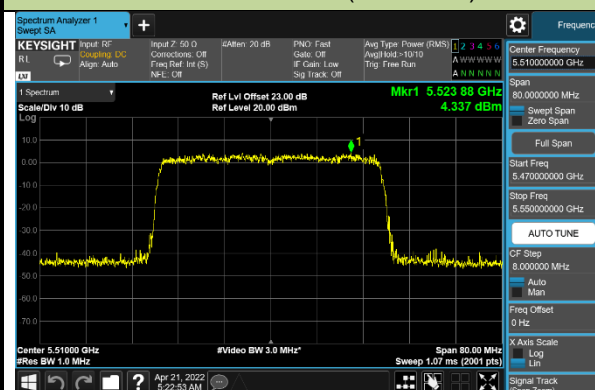 Spectrum Analyzer 1
Swept SA
+
Frequenc
KEYSIGHT
RL
LXI
Input: RF
Coupling: DC
Align: Auto
Input Z: 50 Ω
Corrections: Off
Freq Ref: Int (S)
NFE: Off
#Atten: 20 dB
PNO: Fast
Gate: Off
IF Gain: Low
Sig Track: Off
Avg Type: Power (RMS)
Avg|Hold:>10/10
Trig: Free Run
1 2 3 4 5 6
A W W W W W
A N N N N N
1 Spectrum
Scale/Div 10 dB
Log
Ref Lvl Offset 23.00 dB
Ref Level 20.00 dBm
Mkr1 5.523 88 GHz
4.337 dBm
1
10.0
0.00
-10.0
-20.0
-30.0
-40.0
-50.0
-60.0
-70.0
Center 5.51000 GHz
#Res BW 1.0 MHz
#Video BW 3.0 MHz*
Span 80.00 MHz
Sweep 1.07 ms (2001 pts)
Center Frequency
5.510000000 GHz
Span
80.0000000 MHz
Swept Span
Zero Span
Full Span
Start Freq
5.470000000 GHz
Stop Freq
5.550000000 GHz
AUTO TUNE
CF Step
8.000000 MHz
Auto
Man
Freq Offset
0 Hz
X Axis Scale
Log
Lin
Signal Track
?
Apr 21, 2022
5:22:53 AM